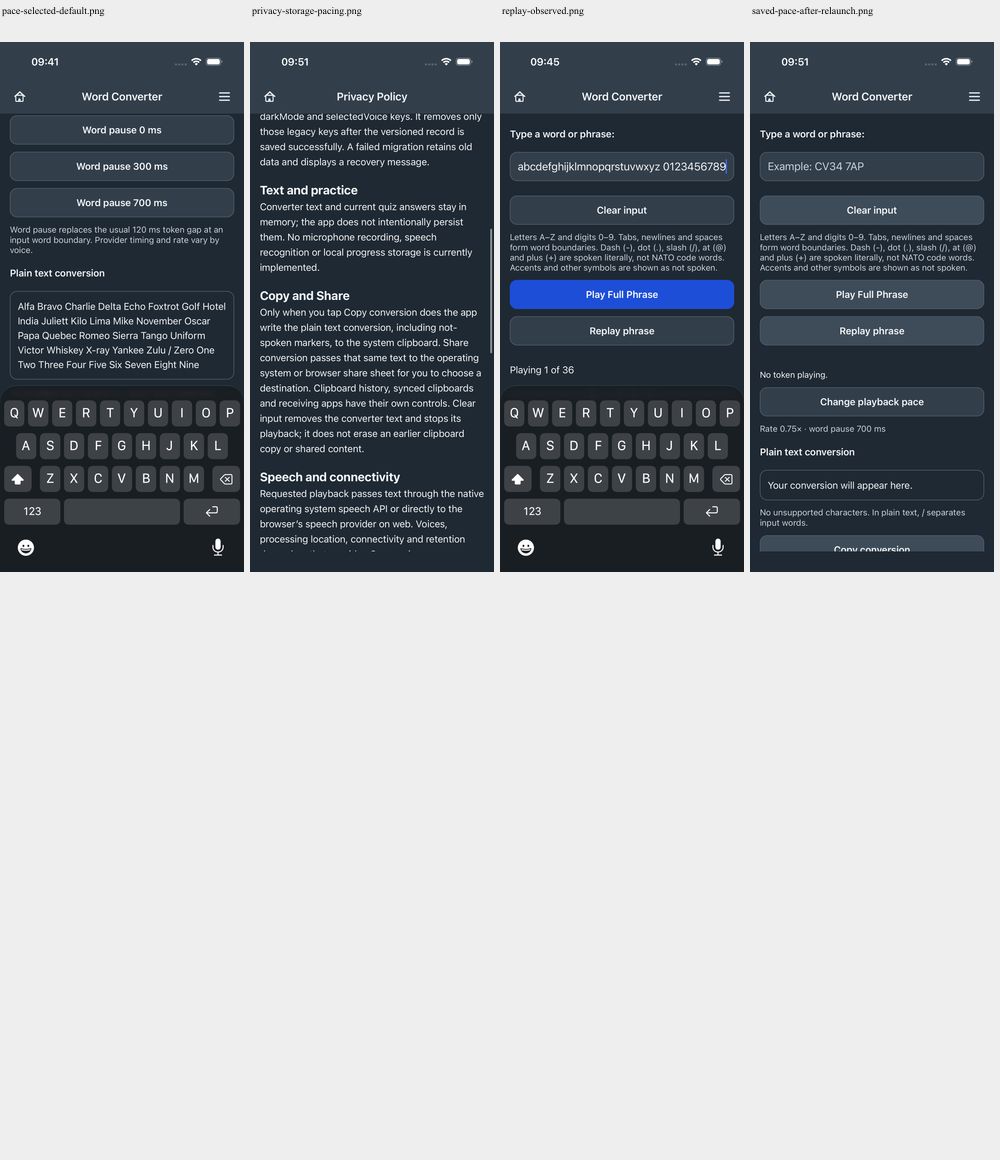 pace-selected-default.png
09:41
Word Converter
Word pause 0 ms
Word pause 300 ms
Word pause 700 ms
Word pause replaces the usual 120 ms token gap at an
input word boundary. Provider timing and rate vary by
voice.
Plain text conversion
Alfa Bravo Charlie Delta Echo Foxtrot Golf Hotel
India Juliett Kilo Lima Mike November Oscar
Papa Quebec Romeo Sierra Tango Uniform
Victor Whiskey X-ray Yankee Zulu / Zero One
Two Three Four Five Six Seven Eight Nine
Q W E R T Y U I O P
A S D F G H J K L
Z X C V B N M
123
privacy-storage-pacing.png
09:51
Privacy Policy
darkMode and selectedVoice keys. It removes only
those legacy keys after the versioned record is
saved successfully. A failed migration retains old
data and displays a recovery message.
Text and practice
Converter text and current quiz answers stay in
memory; the app does not intentionally persist
them. No microphone recording, speech
recognition or local progress storage is currently
implemented.
Copy and Share
Only when you tap Copy conversion does the app
write the plain text conversion, including not-
spoken markers, to the system clipboard. Share
conversion passes that same text to the operating
system or browser share sheet for you to choose a
destination. Clipboard history, synced clipboards
and receiving apps have their own controls. Clear
input removes the converter text and stops its
playback; it does not erase an earlier clipboard
copy or shared content.
Speech and connectivity
Requested playback passes text through the native
operating system speech API or directly to the
browser's speech provider on web. Voices,
processing location, connectivity and retention
replay-observed.png
09:45
Word Converter
Type a word or phrase:
abcdefghijklmnopqrstuvwxyz 0123456789
Clear input
Letters A–Z and digits 0–9. Tabs, newlines and spaces
form word boundaries. Dash (-), dot (.), slash (/), at (@)
and plus (+) are spoken literally, not NATO code words.
Accents and other symbols are shown as not spoken.
Play Full Phrase
Replay phrase
Playing 1 of 36
Q W E R T Y U I O P
A S D F G H J K L
Z X C V B N M
123
saved-pace-after-relaunch.png
09:51
Word Converter
Type a word or phrase:
Example: CV34 7AP
Clear input
Letters A–Z and digits 0–9. Tabs, newlines and spaces
form word boundaries. Dash (-), dot (.), slash (/), at (@)
and plus (+) are spoken literally, not NATO code words.
Accents and other symbols are shown as not spoken.
Play Full Phrase
Replay phrase
No token playing.
Change playback pace
Rate 0.75× · word pause 700 ms
Plain text conversion
Your conversion will appear here.
No unsupported characters. In plain text, / separates
input words.
Copy conversion